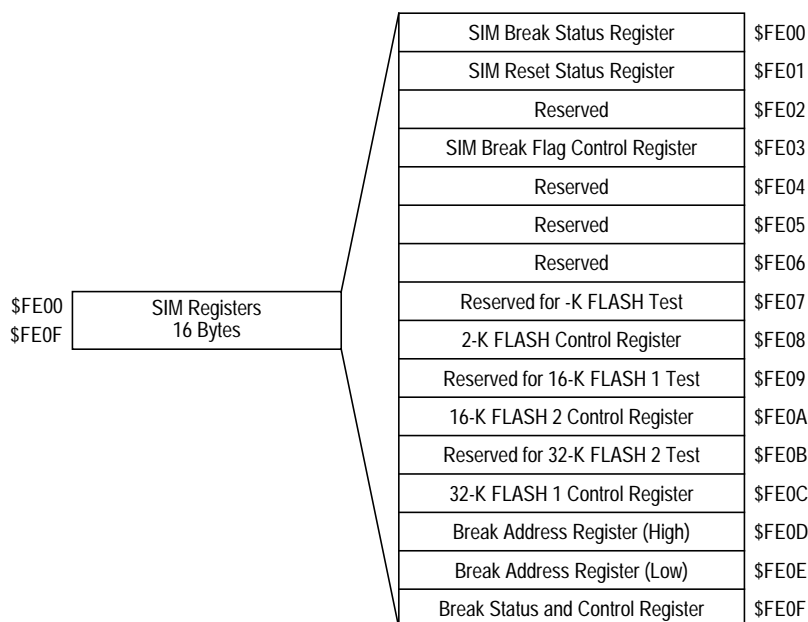 SIM Break Status Register $FE00
SIM Reset Status Register $FE01
Reserved $FE02
SIM Break Flag Control Register $FE03
Reserved $FE04
Reserved $FE05
Reserved $FE06
$FE00 SIM Registers
$FE0F 16 Bytes
Reserved for -K FLASH Test $FE07
2-K FLASH Control Register $FE08
Reserved for 16-K FLASH 1 Test $FE09
16-K FLASH 2 Control Register $FE0A
Reserved for 32-K FLASH 2 Test $FE0B
32-K FLASH 1 Control Register $FE0C
Break Address Register (High) $FE0D
Break Address Register (Low) $FE0E
Break Status and Control Register $FE0F